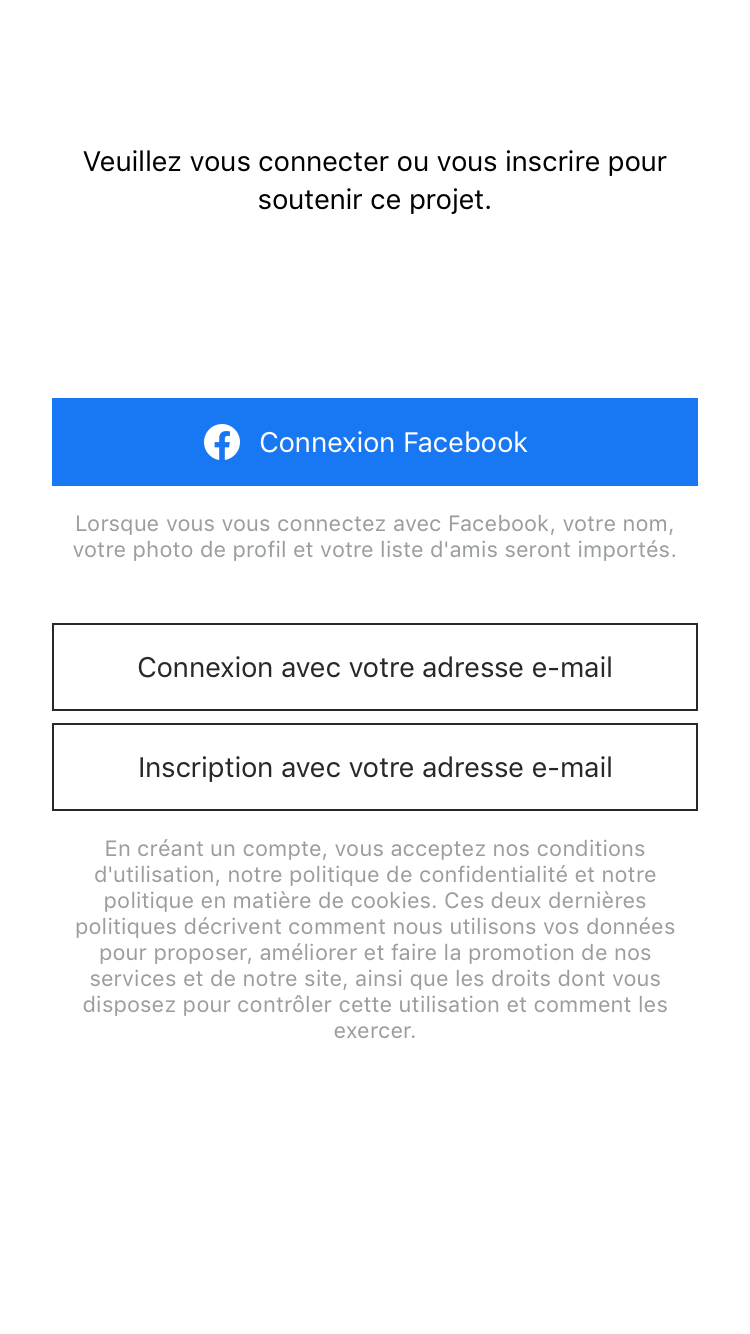 Veuillez vous connecter ou vous inscrire pour
soutenir ce projet.
Connexion Facebook
Lorsque vous vous connectez avec Facebook, votre nom,
votre photo de profil et votre liste d'amis seront importés.
Connexion avec votre adresse e-mail
Inscription avec votre adresse e-mail
En créant un compte, vous acceptez nos conditions
d'utilisation, notre politique de confidentialité et notre
politique en matière de cookies. Ces deux dernières
politiques décrivent comment nous utilisons vos données
pour proposer, améliorer et faire la promotion de nos
services et de notre site, ainsi que les droits dont vous
disposez pour contrôler cette utilisation et comment les
exercer.